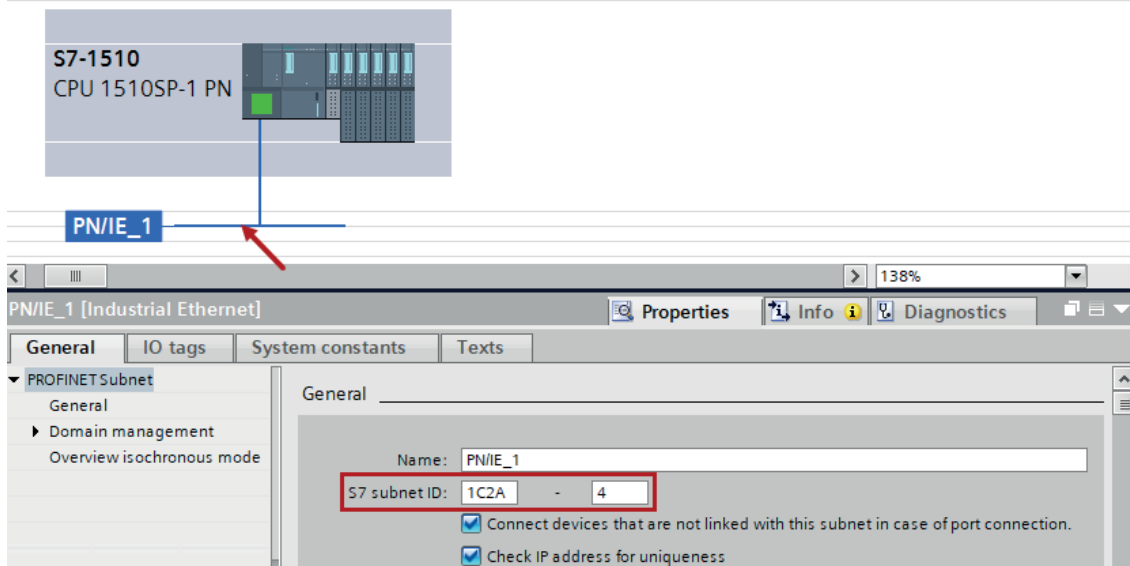 S7-1510
CPU 1510SP-1 PN
PN/IE_1
138%
PN/IE_1 [Industrial Ethernet]
Properties
Info
Diagnostics
General
IO tags
System constants
Texts
PROFINET Subnet
General
Domain management
Overview isochronous mode
General
Name: PN/IE_1
S7 subnet ID: 1C2A - 4
Connect devices that are not linked with this subnet in case of port connection.
Check IP address for uniqueness